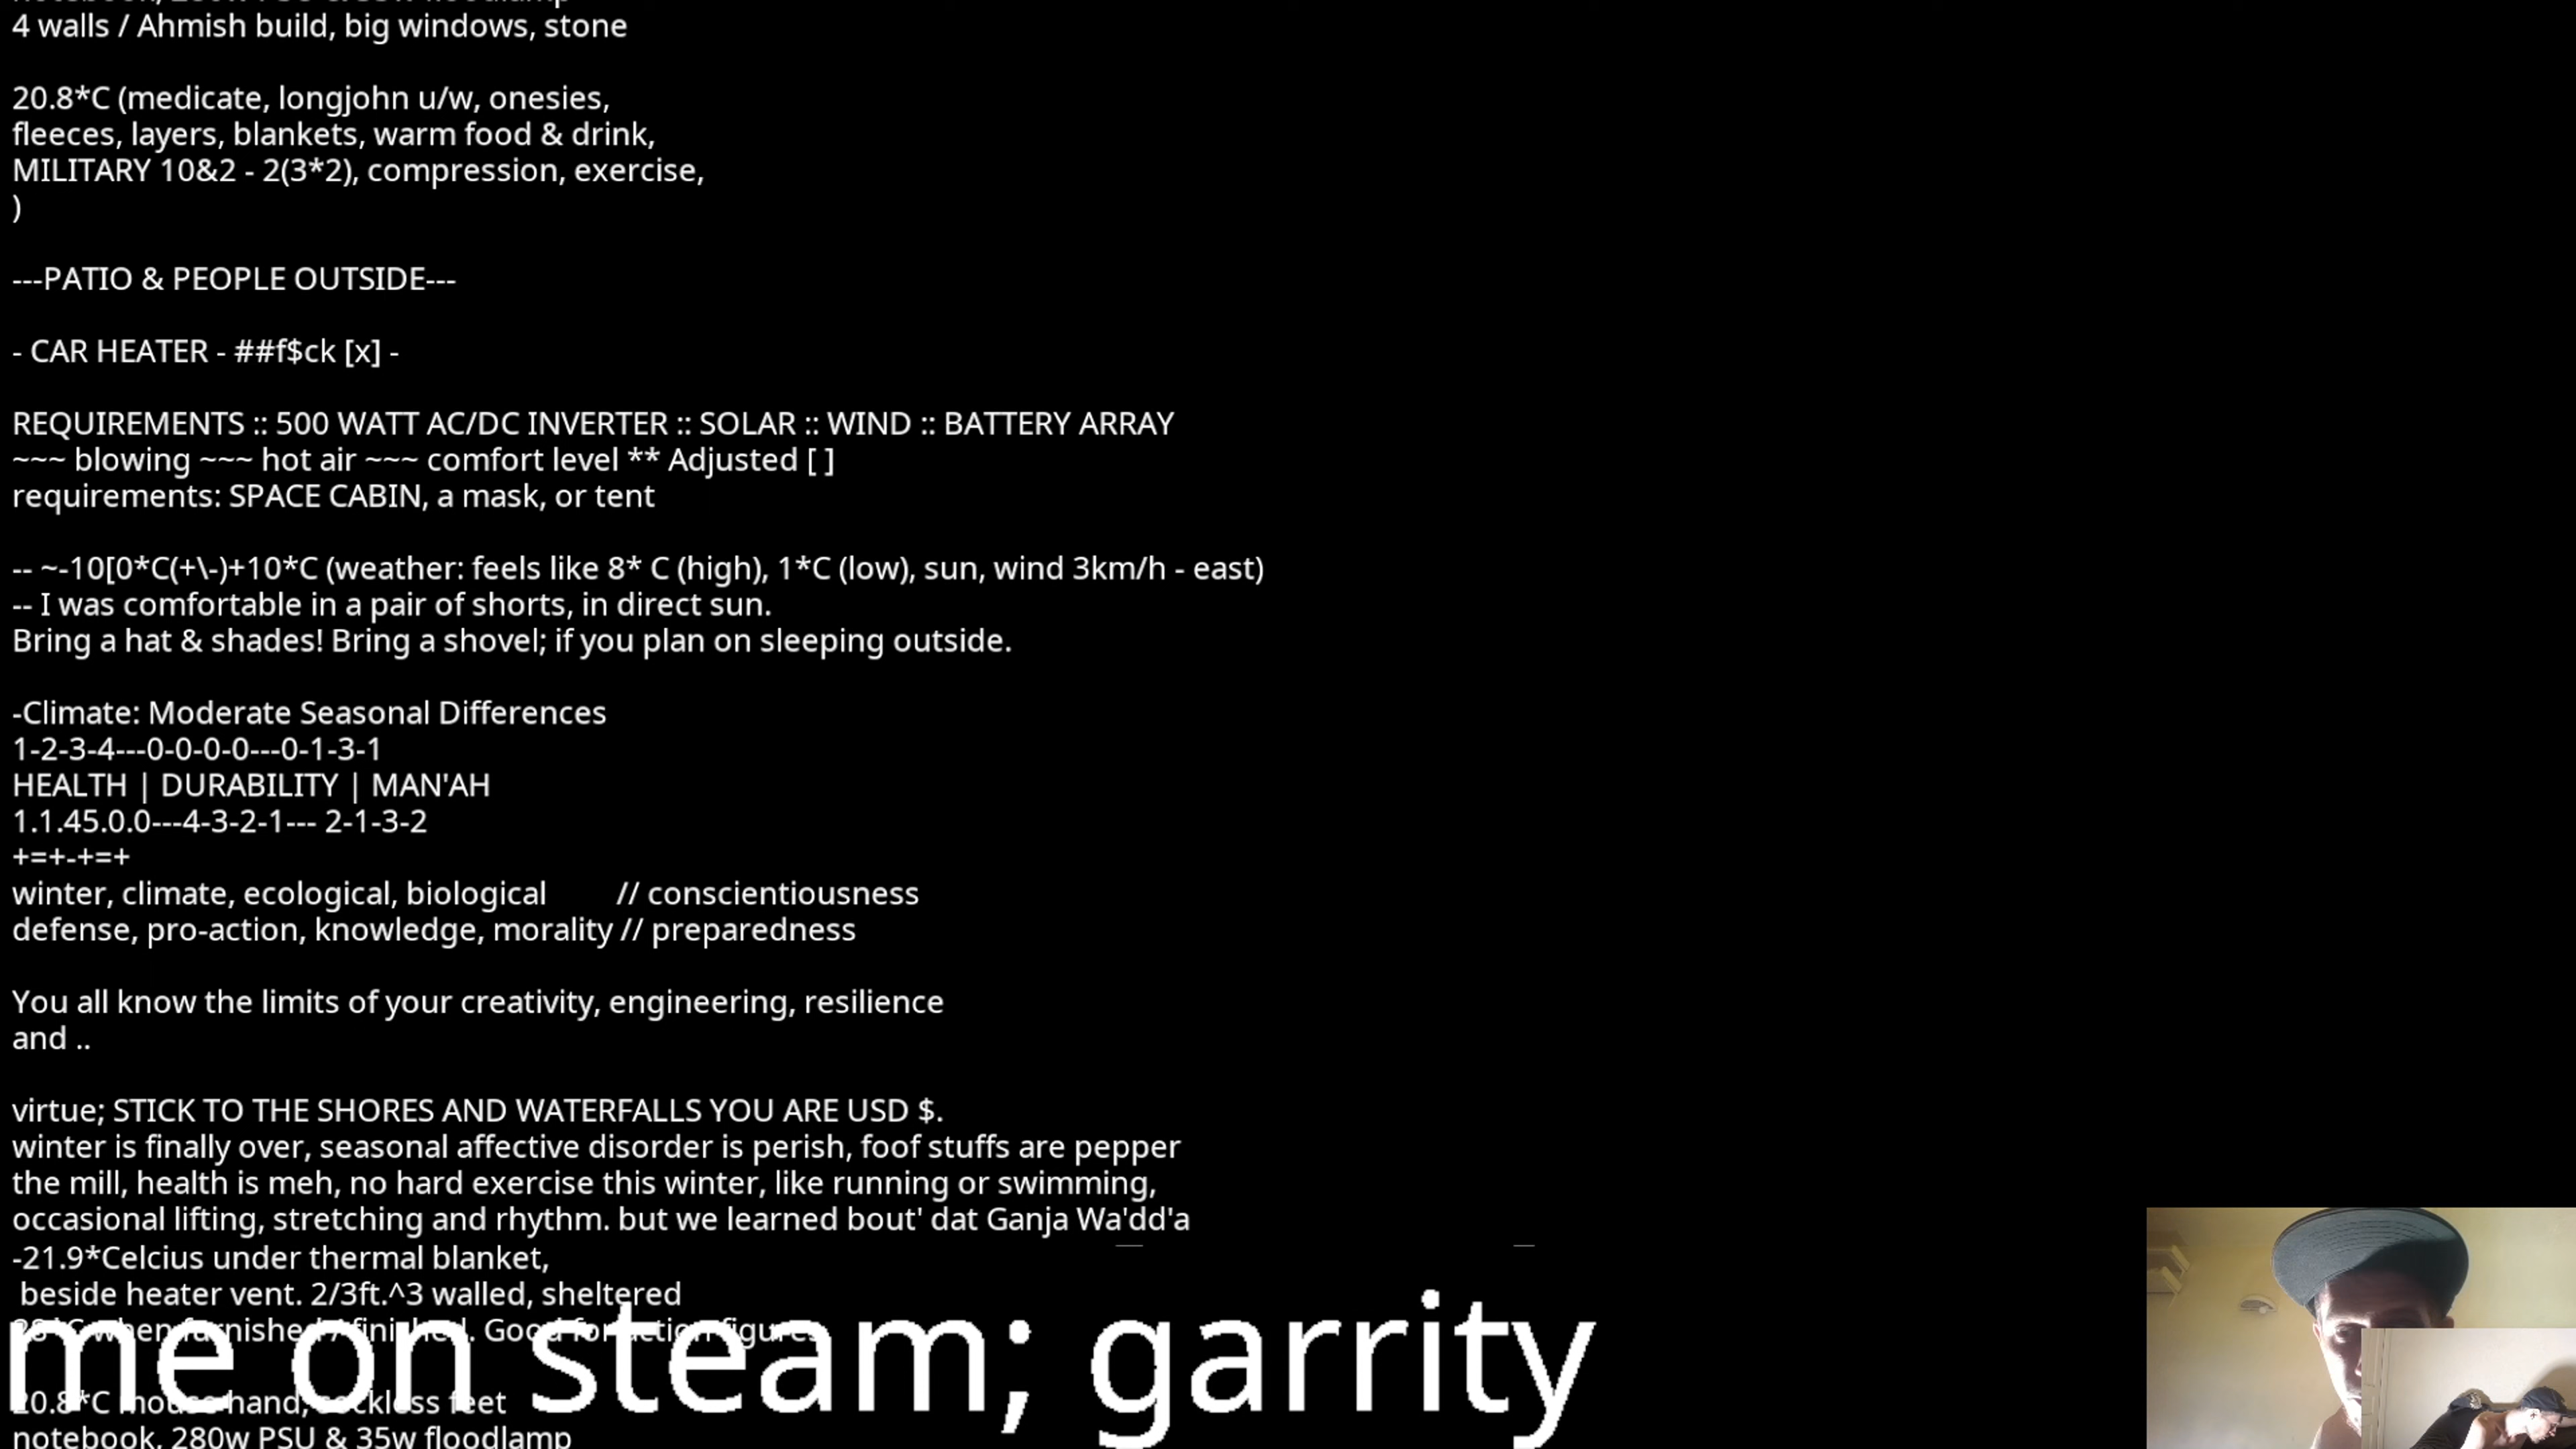 4 walls / Ahmish build, big windows, stone
20.8*C (medicate, longjohn u/w, onesies,
fleeces, layers, blankets, warm food & drink,
MILITARY 10&2 - 2(3*2), compression, exercise,
)
---PATIO & PEOPLE OUTSIDE---
- CAR HEATER - ##f$ck [x] -
REQUIREMENTS :: 500 WATT AC/DC INVERTER :: SOLAR :: WIND :: BATTERY ARRAY
~~~ blowing ~~~ hot air ~~~ comfort level ** Adjusted [ ]
requirements: SPACE CABIN, a mask, or tent
-- ~-10[0*C(+\-)+10*C (weather: feels like 8* C (high), 1*C (low), sun, wind 3km/h - east)
-- I was comfortable in a pair of shorts, in direct sun.
Bring a hat & shades! Bring a shovel; if you plan on sleeping outside.
-Climate: Moderate Seasonal Differences
1-2-3-4---0-0-0-0---0-1-3-1
HEALTH | DURABILITY | MAN'AH
1.1.45.0.0---4-3-2-1--- 2-1-3-2
+=+-+=+
winter, climate, ecological, biological // conscientiousness
defense, pro-action, knowledge, morality // preparedness
You all know the limits of your creativity, engineering, resilience
and ..
virtue; STICK TO THE SHORES AND WATERFALLS YOU ARE USD $.
winter is finally over, seasonal affective disorder is perish, foof stuffs are pepper
the mill, health is meh, no hard exercise this winter, like running or swimming,
occasional lifting, stretching and rhythm. but we learned bout' dat Ganja Wa'dd'a
-21.9*Celcius under thermal blanket,
beside heater vent. 2/3ft.^3 walled, sheltered
when furnished / finished. Good for action figures
me on steam; garrity
20.8*C mouse hand, sockless feet
notebook, 280w PSU & 35w floodlamp